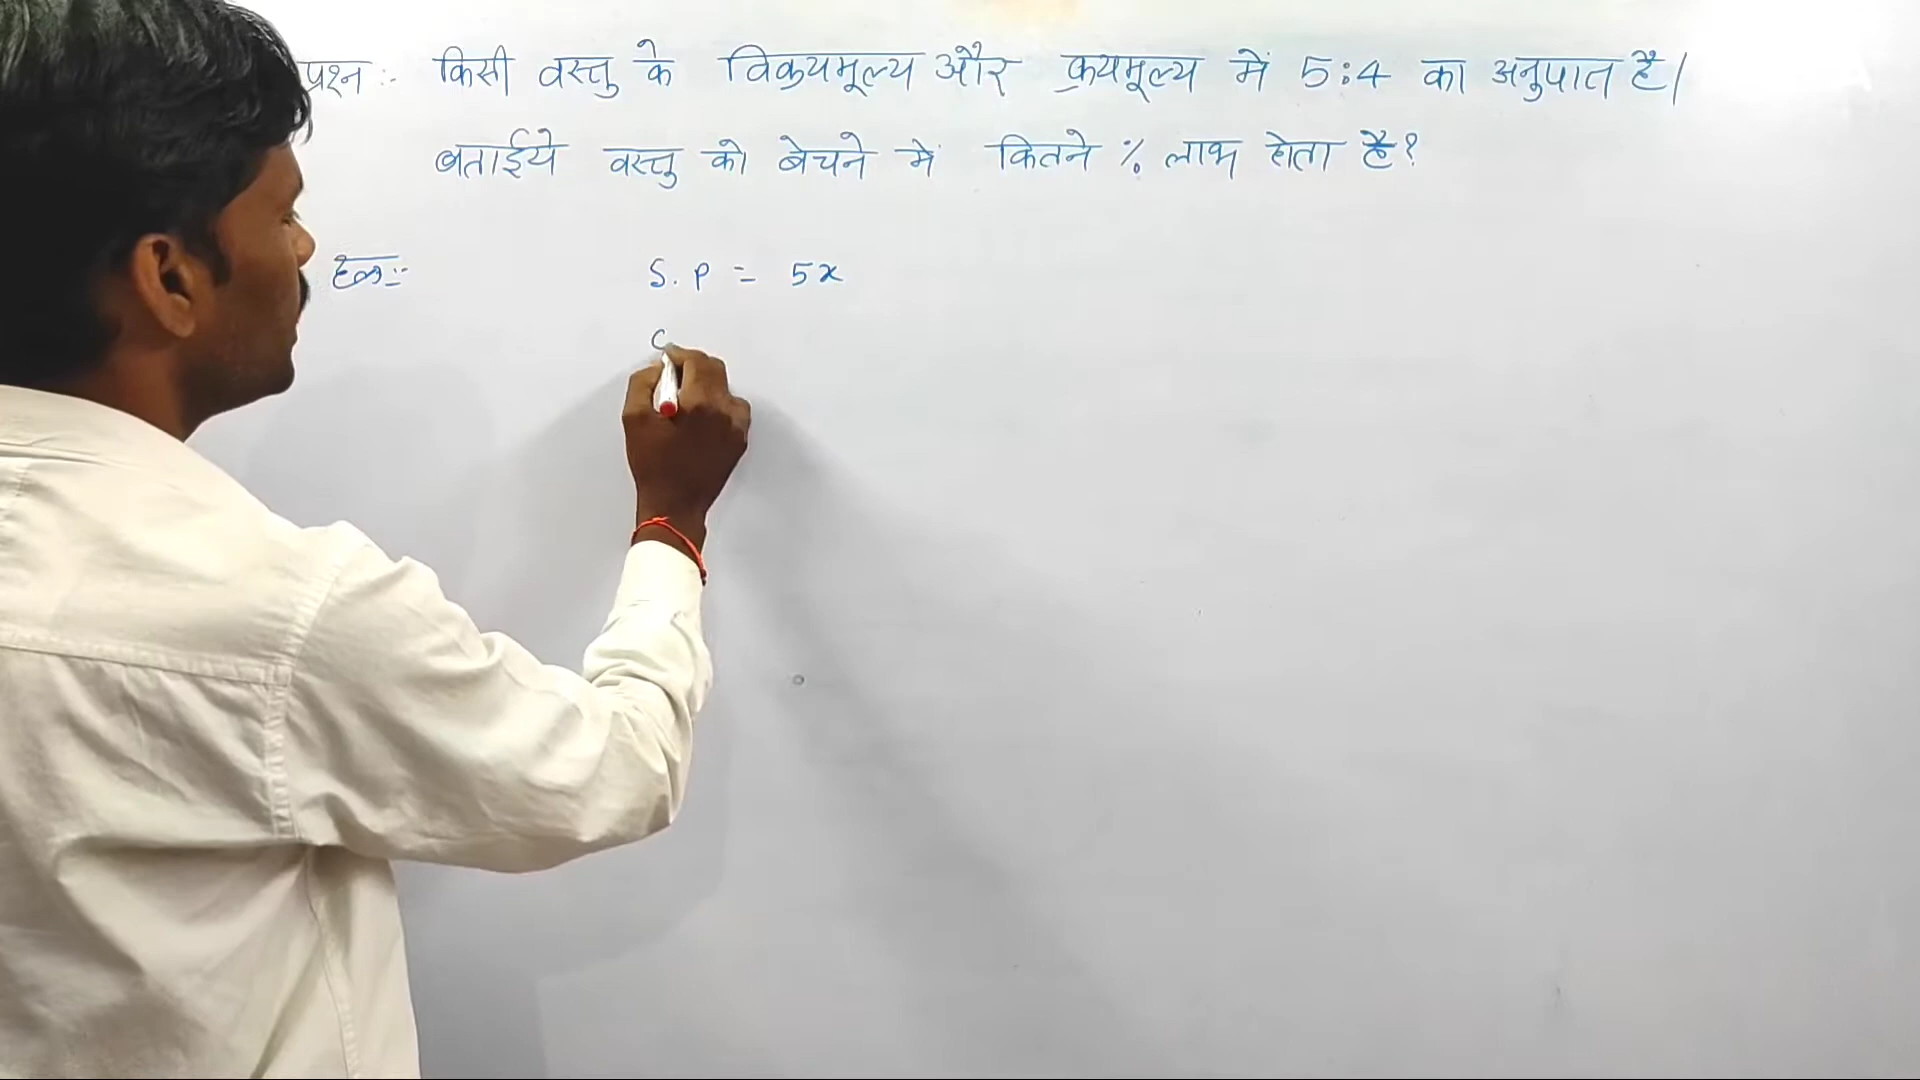 प्रश्न :- किसी वस्तु के विक्रयमूल्य और क्रयमूल्य में 5:4 का अनुपात है।
बताईये वस्तु को बेचने में कितने % लाभ होता है?
हल:- S.P = 5x
C